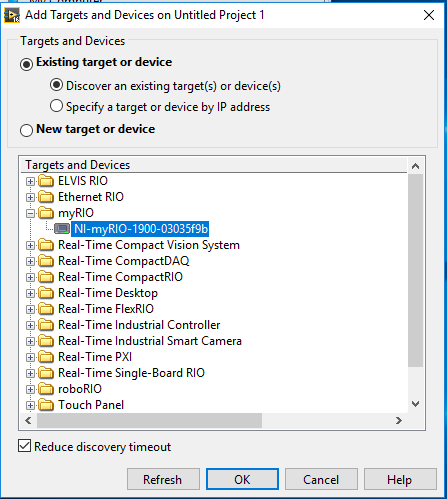 Add Targets and Devices on Untitled Project 1
Targets and Devices
Existing target or device
Discover an existing target(s) or device(s)
Specify a target or device by IP address
New target or device
Targets and Devices
ELVIS RIO
Ethernet RIO
myRIO
NI-myRIO-1900-03035f9b
Real-Time Compact Vision System
Real-Time CompactDAQ
Real-Time CompactRIO
Real-Time Desktop
Real-Time FlexRIO
Real-Time Industrial Controller
Real-Time Industrial Smart Camera
Real-Time PXI
Real-Time Single-Board RIO
roboRIO
Touch Panel
Reduce discovery timeout
Refresh OK Cancel Help